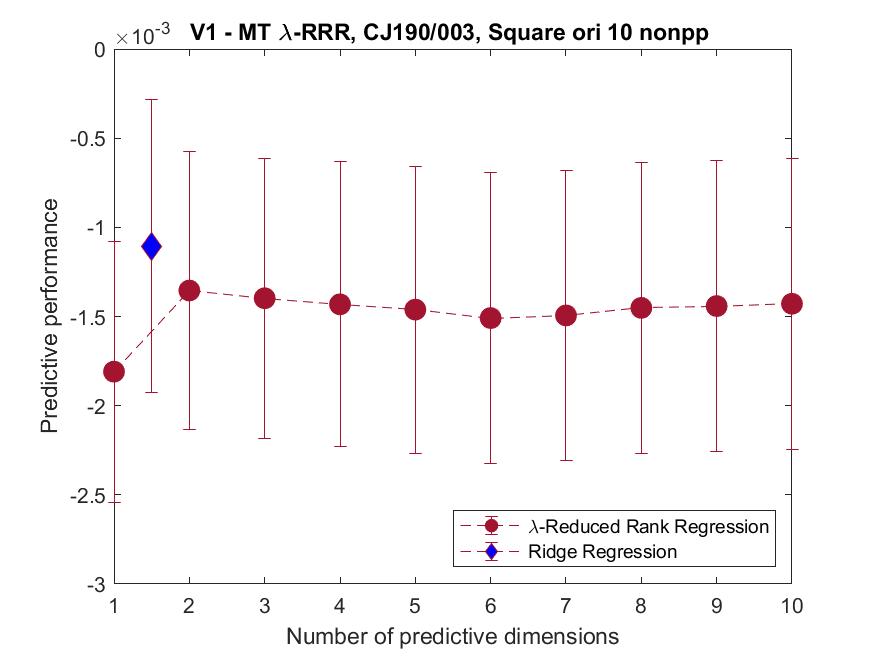 ×10⁻³
V1 - MT λ-RRR, CJ190/003, Square ori 10 nonpp
0
-0.5
-1
-1.5
-2
-2.5
-3
Predictive performance
λ-Reduced Rank Regression
Ridge Regression
1 2 3 4 5 6 7 8 9 10
Number of predictive dimensions